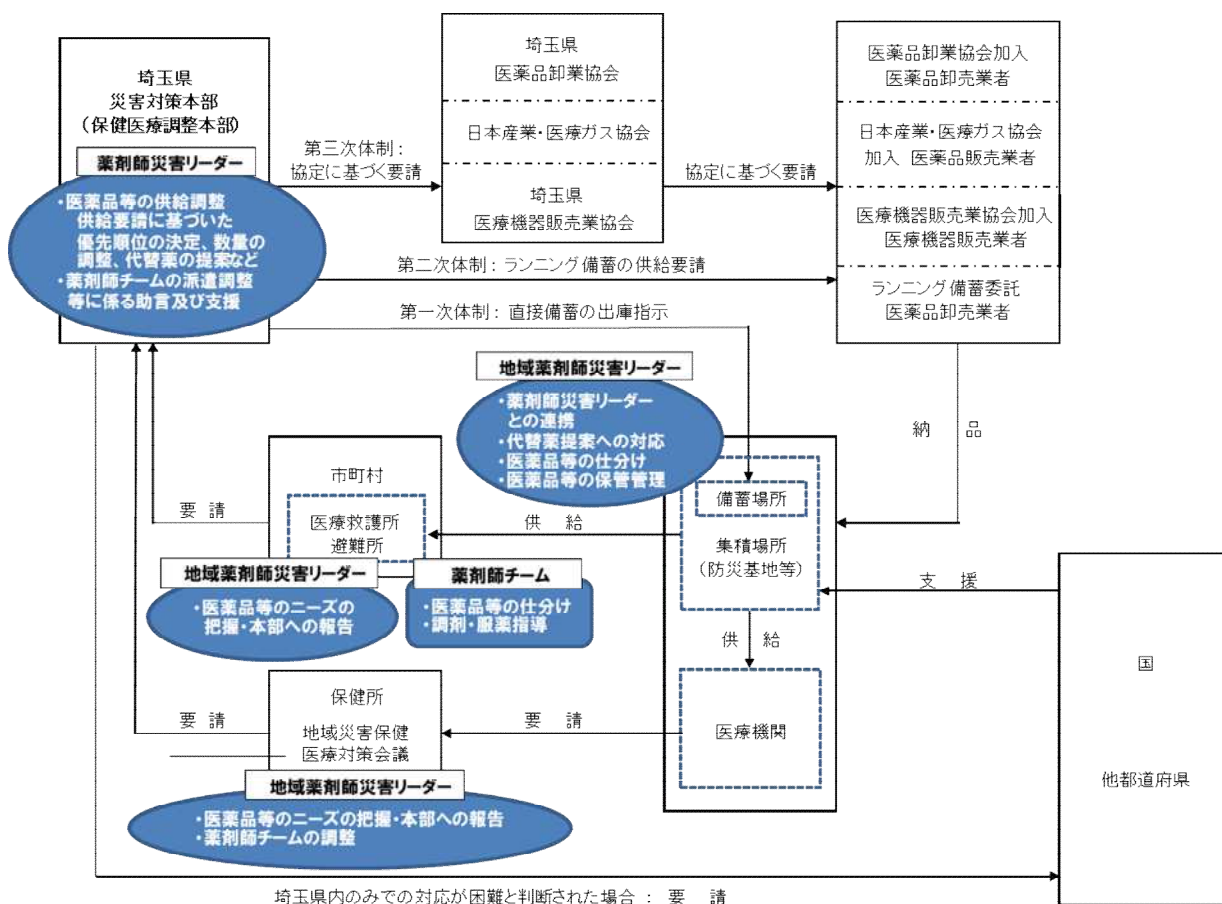 埼玉県
災害対策本部
（保健医療調整本部）
薬剤師災害リーダー
・医薬品等の供給調整
供給要請に基づいた
優先順位の決定、数量の
調整、代替薬の提案など
・薬剤師チームの派遣調整
等に係る助言及び支援
第三次体制：
協定に基づく要請
埼玉県
医薬品卸業協会
日本産業・医療ガス協会
埼玉県
医療機器販売業協会
協定に基づく要請
医薬品卸業協会加入
医薬品卸売業者
日本産業・医療ガス協会
加入 医薬品販売業者
医療機器販売業協会加入
医療機器販売業者
ランニング備蓄委託
医薬品卸売業者
第二次体制：ランニング備蓄の供給要請
第一次体制：直接備蓄の出庫指示
地域薬剤師災害リーダー
・薬剤師災害リーダー
との連携
・代替薬提案への対応
・医薬品等の仕分け
・医薬品等の保管管理
納 品
市町村
医療救護所
避難所
要 請
供 給
備蓄場所
集積場所
（防災基地等）
地域薬剤師災害リーダー
・医薬品等のニーズの
把握・本部への報告
薬剤師チーム
・医薬品等の仕分け
・調剤・服薬指導
支 援
供 給
国
他都道府県
保健所
地域災害保健
医療対策会議
要 請
要 請
医療機関
地域薬剤師災害リーダー
・医薬品等のニーズの把握・本部への報告
・薬剤師チームの調整
埼玉県内のみでの対応が困難と判断された場合 ： 要 請